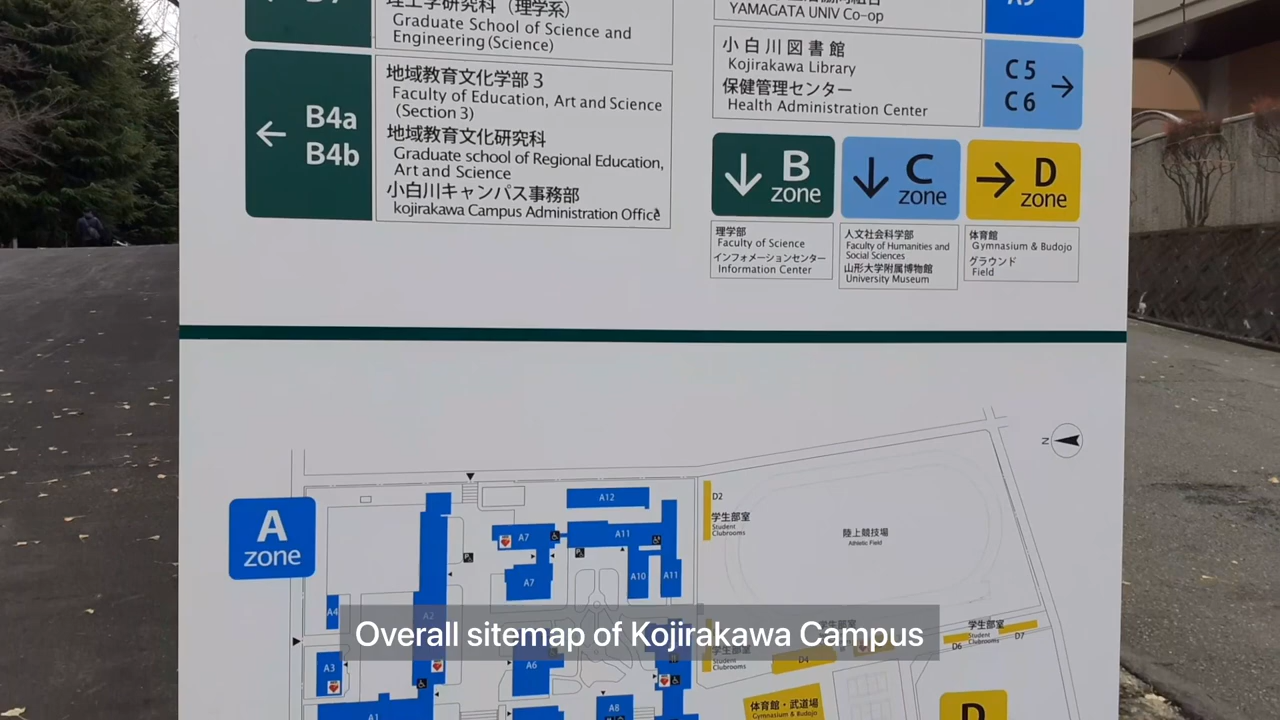 理工学研究科（理学系）
Graduate School of Science and
Engineering (Science)
B4a
B4b
地域教育文化学部 3
Faculty of Education, Art and Science
(Section 3)
地域教育文化研究科
Graduate school of Regional Education,
Art and Science
小白川キャンパス事務部
kojirakawa Campus Administration Office
YAMAGATA UNIV Co-op
小白川図書館
Kojirakawa Library
保健管理センター
Health Administration Center
C5
C6
B
zone
C
zone
D
zone
理学部
Faculty of Science
インフォメーションセンター
Information Center
人文社会科学部
Faculty of Humanities and
Social Sciences
山形大学附属博物館
University Museum
体育館
Gymnasium & Budojo
グラウンド
Field
N
A
zone
A12
A7
A11
A7
A10
A11
D2
学生部室
Student
Clubrooms
陸上競技場
Athletic Field
A4
A2
Overall sitemap of Kojirakawa Campus
学生部室
Student
Clubrooms
学生部室
Student
Clubrooms
D6
D7
D4
A3
A6
A8
A1
体育館・武道場
Gymnasium & Budojo
D